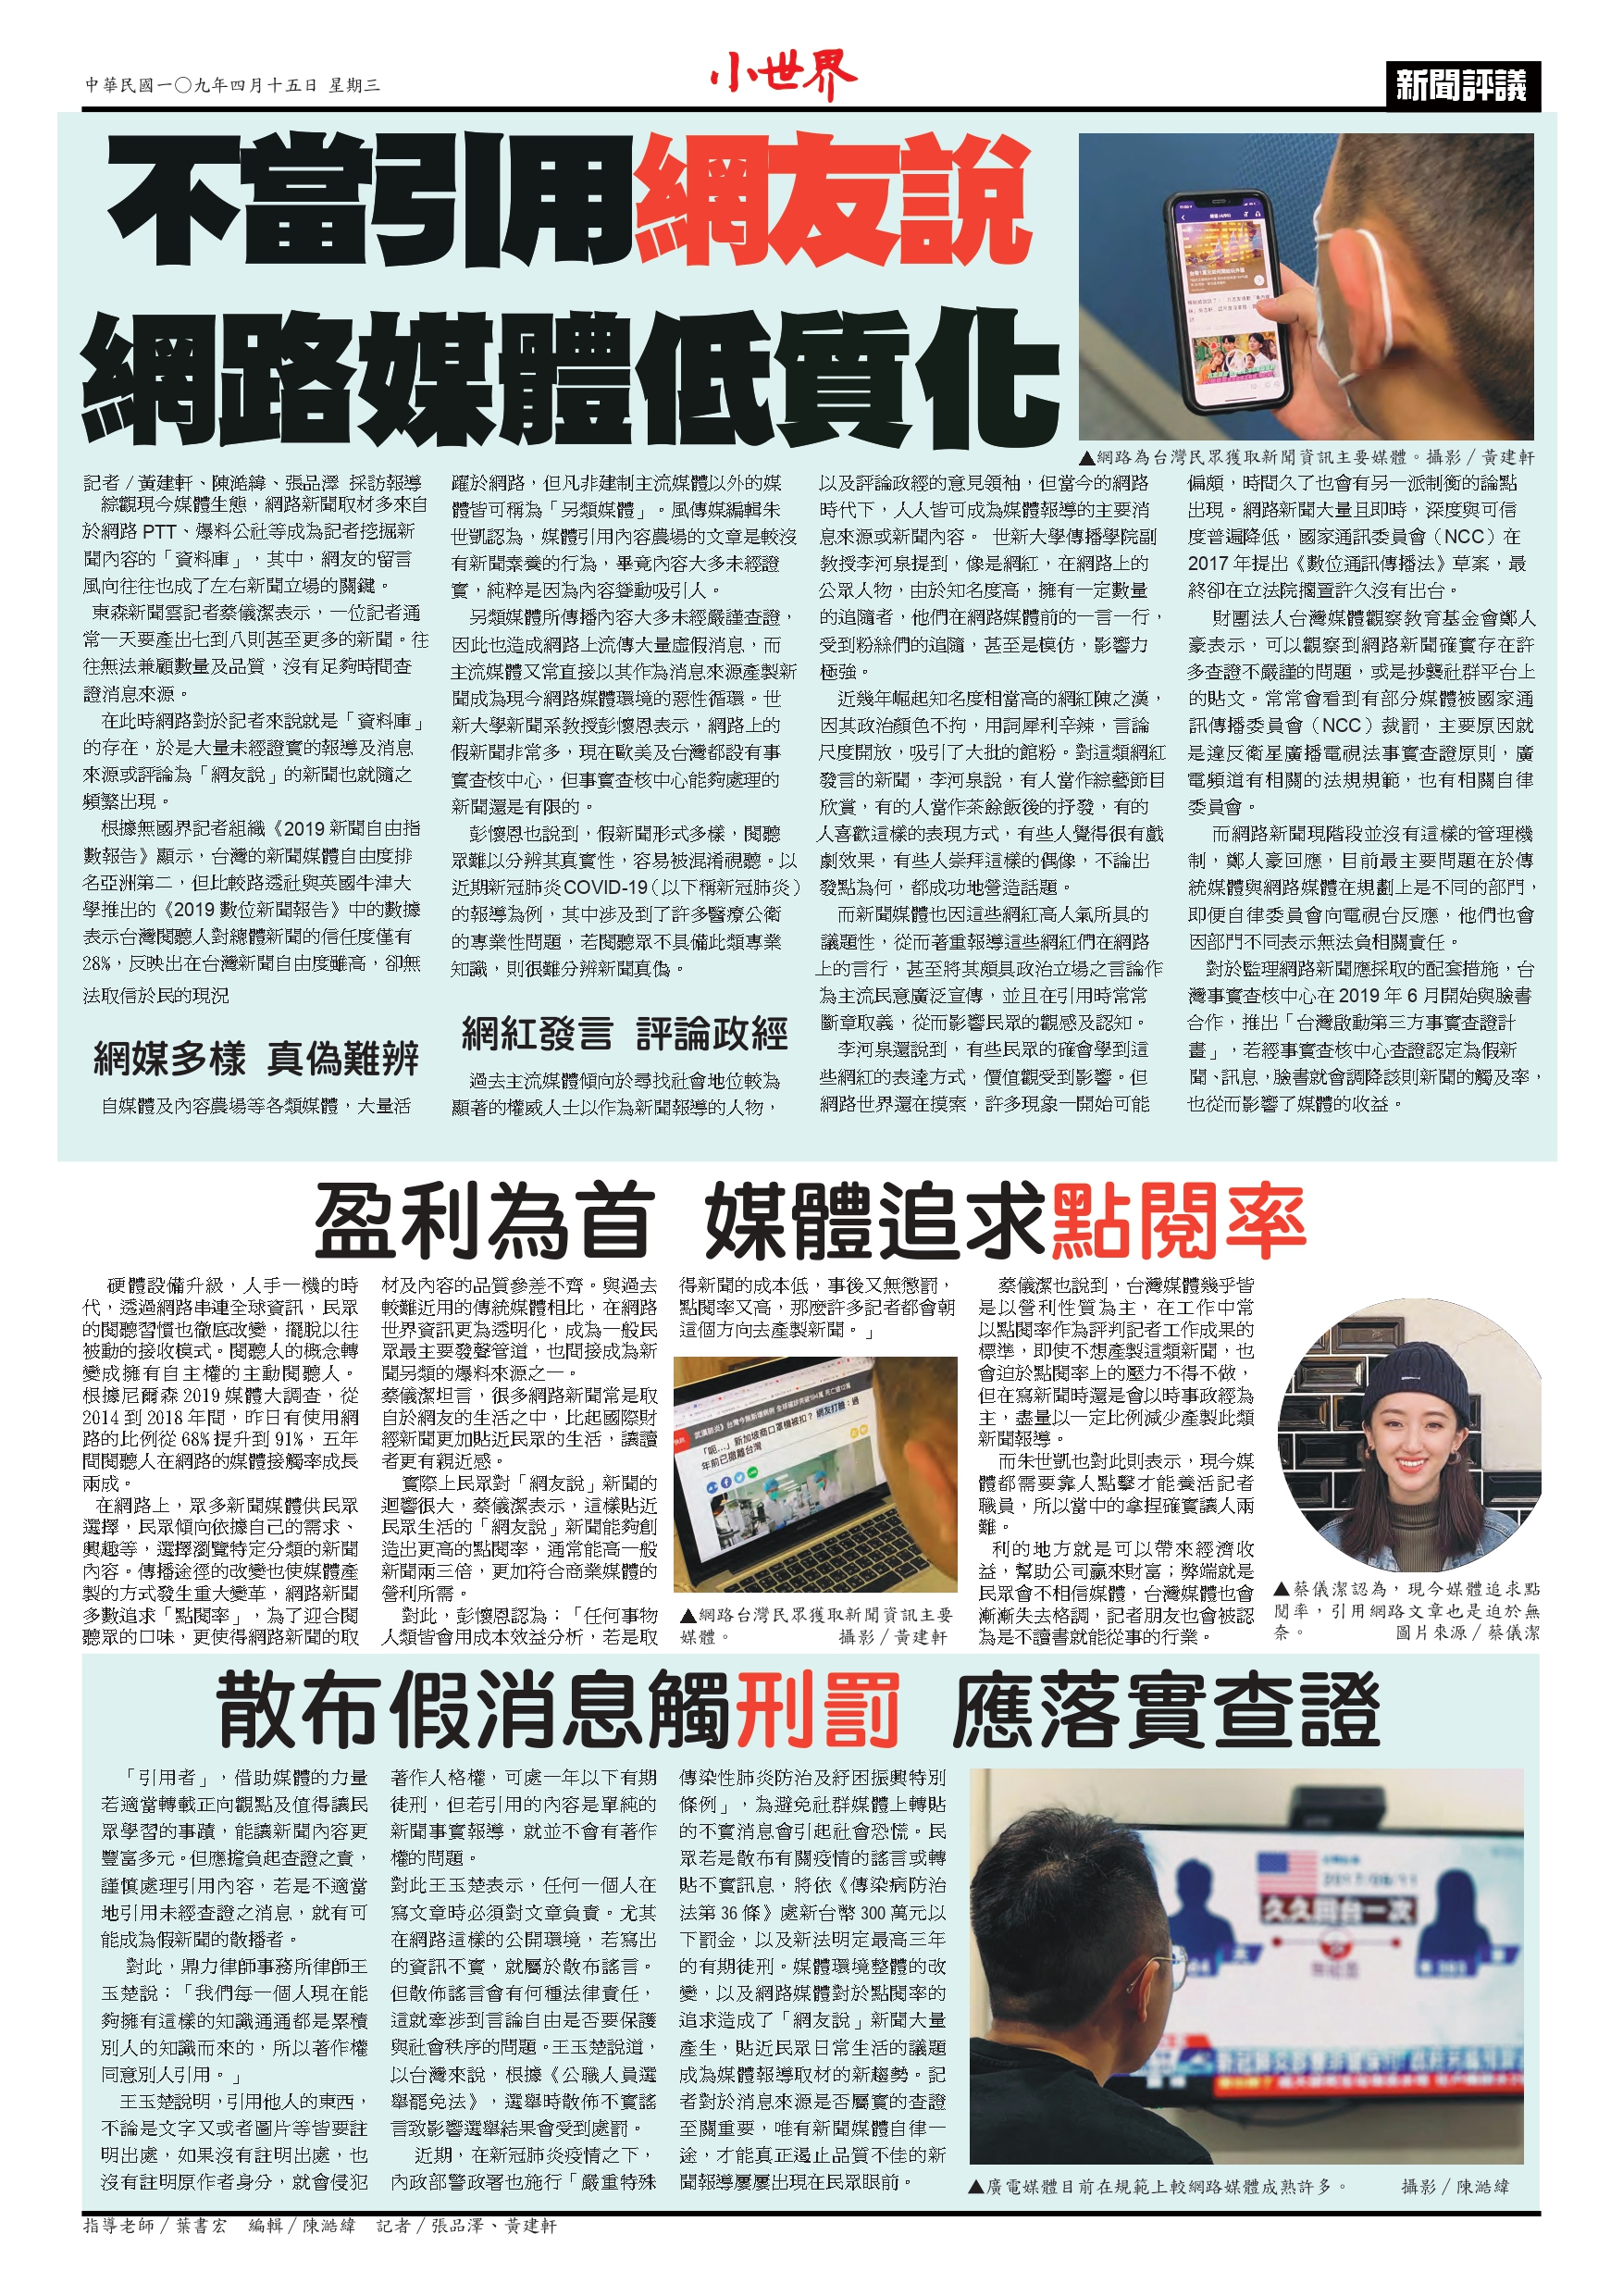 中華民國一〇九年四月十五日 星期三
小世界
新聞評議
不當引用網友說
網路媒體低質化
▲網路為台灣民眾獲取新聞資訊主要媒體。攝影／黃建軒
記者／黃建軒、陳澔緯、張品澤 採訪報導
綜觀現今媒體生態，網路新聞取材多來自
於網路 PTT、爆料公社等成為記者挖掘新
聞內容的「資料庫」，其中，網友的留言
風向往往也成了左右新聞立場的關鍵。
東森新聞雲記者蔡儀潔表示，一位記者通
常一天要產出七到八則甚至更多的新聞。往
往無法兼顧數量及品質，沒有足夠時間查
證消息來源。
在此時網路對於記者來說就是「資料庫」
的存在，於是大量未經證實的報導及消息
來源或評論為「網友說」的新聞也就隨之
頻繁出現。
根據無國界記者組織《2019 新聞自由指
數報告》顯示，台灣的新聞媒體自由度排
名亞洲第二，但比較路透社與英國牛津大
學推出的《2019 數位新聞報告》中的數據
表示台灣閱聽人對總體新聞的信任度僅有
28%，反映出在台灣新聞自由度雖高，卻無
法取信於民的現況
網媒多樣 真偽難辨
自媒體及內容農場等各類媒體，大量活
躍於網路，但凡非建制主流媒體以外的媒
體皆可稱為「另類媒體」。風傳媒編輯朱
世凱認為，媒體引用內容農場的文章是較沒
有新聞素養的行為，畢竟內容大多未經證
實，純粹是因為內容聳動吸引人。
另類媒體所傳播內容大多未經嚴謹查證，
因此也造成網路上流傳大量虛假消息，而
主流媒體又常直接以其作為消息來源產製新
聞成為現今網路媒體環境的惡性循環。世
新大學新聞系教授彭懷恩表示，網路上的
假新聞非常多，現在歐美及台灣都設有事
實查核中心，但事實查核中心能夠處理的
新聞還是有限的。
彭懷恩也說到，假新聞形式多樣，閱聽
眾難以分辨其真實性，容易被混淆視聽。以
近期新冠肺炎COVID-19（以下稱新冠肺炎）
的報導為例，其中涉及到了許多醫療公衛
的專業性問題，若閱聽眾不具備此類專業
知識，則很難分辨新聞真偽。
網紅發言 評論政經
過去主流媒體傾向於尋找社會地位較為
顯著的權威人士以作為新聞報導的人物，
以及評論政經的意見領袖，但當今的網路
時代下，人人皆可成為媒體報導的主要消
息來源或新聞內容。 世新大學傳播學院副
教授李河泉提到，像是網紅，在網路上的
公眾人物，由於知名度高，擁有一定數量
的追隨者，他們在網路媒體前的一言一行，
受到粉絲們的追隨，甚至是模仿，影響力
極強。
近幾年崛起知名度相當高的網紅陳之漢，
因其政治顏色不拘，用詞犀利辛辣，言論
尺度開放，吸引了大批的館粉。對這類網紅
發言的新聞，李河泉說，有人當作綜藝節目
欣賞，有的人當作茶餘飯後的抒發，有的
人喜歡這樣的表現方式，有些人覺得很有戲
劇效果，有些人崇拜這樣的偶像，不論出
發點為何，都成功地營造話題。
而新聞媒體也因這些網紅高人氣所具的
議題性，從而著重報導這些網紅們在網路
上的言行，甚至將其頗具政治立場之言論作
為主流民意廣泛宣傳，並且在引用時常常
斷章取義，從而影響民眾的觀感及認知。
李河泉還說到，有些民眾的確會學到這
些網紅的表達方式，價值觀受到影響。但
網路世界還在摸索，許多現象一開始可能
偏頗，時間久了也會有另一派制衡的論點
出現。網路新聞大量且即時，深度與可信
度普遍降低，國家通訊委員會（NCC）在
2017 年提出《數位通訊傳播法》草案，最
終卻在立法院擱置許久沒有出台。
財團法人台灣媒體觀察教育基金會鄭人
豪表示，可以觀察到網路新聞確實存在許
多查證不嚴謹的問題，或是抄襲社群平台上
的貼文。常常會看到有部分媒體被國家通
訊傳播委員會（NCC）裁罰，主要原因就
是違反衛星廣播電視法事實查證原則，廣
電頻道有相關的法規規範，也有相關自律
委員會。
而網路新聞現階段並沒有這樣的管理機
制，鄭人豪回應，目前最主要問題在於傳
統媒體與網路媒體在規劃上是不同的部門，
即便自律委員會向電視台反應，他們也會
因部門不同表示無法負相關責任。
對於監理網路新聞應採取的配套措施，台
灣事實查核中心在 2019 年 6 月開始與臉書
合作，推出「台灣啟動第三方事實查證計
畫」，若經事實查核中心查證認定為假新
聞、訊息，臉書就會調降該則新聞的觸及率，
也從而影響了媒體的收益。
盈利為首 媒體追求點閱率
硬體設備升級，人手一機的時
代，透過網路串連全球資訊，民眾
的閱聽習慣也徹底改變，擺脫以往
被動的接收模式。閱聽人的概念轉
變成擁有自主權的主動閱聽人。
根據尼爾森 2019 媒體大調查，從
2014 到 2018 年間，昨日有使用網
路的比例從 68% 提升到 91%，五年
間閱聽人在網路的媒體接觸率成長
兩成。
在網路上，眾多新聞媒體供民眾
選擇，民眾傾向依據自己的需求、
興趣等，選擇瀏覽特定分類的新聞
內容。傳播途徑的改變也使媒體產
製的方式發生重大變革，網路新聞
多數追求「點閱率」，為了迎合閱
聽眾的口味，更使得網路新聞的取
材及內容的品質參差不齊。與過去
較難近用的傳統媒體相比，在網路
世界資訊更為透明化，成為一般民
眾最主要發聲管道，也間接成為新
聞另類的爆料來源之一。
蔡儀潔坦言，很多網路新聞常是取
自於網友的生活之中，比起國際財
經新聞更加貼近民眾的生活，讓讀
者更有親近感。
實際上民眾對「網友說」新聞的
迴響很大，蔡儀潔表示，這樣貼近
民眾生活的「網友說」新聞能夠創
造出更高的點閱率，通常能高一般
新聞兩三倍，更加符合商業媒體的
營利所需。
對此，彭懷恩認為：「任何事物
人類皆會用成本效益分析，若是取
得新聞的成本低，事後又無懲罰，
點閱率又高，那麼許多記者都會朝
這個方向去產製新聞。」
「呃...」新加坡商口罩機被扣？ 網友打臉：過
年前已撤離台灣
▲網路台灣民眾獲取新聞資訊主要
媒體。 攝影／黃建軒
蔡儀潔也說到，台灣媒體幾乎皆
是以營利性質為主，在工作中常
以點閱率作為評判記者工作成果的
標準，即使不想產製這類新聞，也
會迫於點閱率上的壓力不得不做，
但在寫新聞時還是會以時事政經為
主，盡量以一定比例減少產製此類
新聞報導。
而朱世凱也對此則表示，現今媒
體都需要靠人點擊才能養活記者
職員，所以當中的拿捏確實讓人兩
難。
利的地方就是可以帶來經濟收
益，幫助公司贏來財富；弊端就是
民眾會不相信媒體，台灣媒體也會
漸漸失去格調，記者朋友也會被認
為是不讀書就能從事的行業。
▲蔡儀潔認為，現今媒體追求點
閱率，引用網路文章也是迫於無
奈。 圖片來源／蔡儀潔
散布假消息觸刑罰 應落實查證
「引用者」，借助媒體的力量
若適當轉載正向觀點及值得讓民
眾學習的事蹟，能讓新聞內容更
豐富多元。但應擔負起查證之責，
謹慎處理引用內容，若是不適當
地引用未經查證之消息，就有可
能成為假新聞的散播者。
對此，鼎力律師事務所律師王
玉楚說：「我們每一個人現在能
夠擁有這樣的知識通通都是累積
別人的知識而來的，所以著作權
同意別人引用。」
王玉楚說明，引用他人的東西，
不論是文字又或者圖片等皆要註
明出處，如果沒有註明出處，也
沒有註明原作者身分，就會侵犯
著作人格權，可處一年以下有期
徒刑，但若引用的內容是單純的
新聞事實報導，就並不會有著作
權的問題。
對此王玉楚表示，任何一個人在
寫文章時必須對文章負責。尤其
在網路這樣的公開環境，若寫出
的資訊不實，就屬於散布謠言。
但散佈謠言會有何種法律責任，
這就牽涉到言論自由是否要保護
與社會秩序的問題。王玉楚說道，
以台灣來說，根據《公職人員選
舉罷免法》，選舉時散佈不實謠
言致影響選舉結果會受到處罰。
近期，在新冠肺炎疫情之下，
內政部警政署也施行「嚴重特殊
傳染性肺炎防治及紓困振興特別
條例」，為避免社群媒體上轉貼
的不實消息會引起社會恐慌。民
眾若是散布有關疫情的謠言或轉
貼不實訊息，將依《傳染病防治
法第 36 條》處新台幣 300 萬元以
下罰金，以及新法明定最高三年
的有期徒刑。媒體環境整體的改
變，以及網路媒體對於點閱率的
追求造成了「網友說」新聞大量
產生，貼近民眾日常生活的議題
成為媒體報導取材的新趨勢。記
者對於消息來源是否屬實的查證
至關重要，唯有新聞媒體自律一
途，才能真正遏止品質不佳的新
聞報導屢屢出現在民眾眼前。
久久回台一次
▲廣電媒體目前在規範上較網路媒體成熟許多。 攝影／陳澔緯
指導老師／葉書宏 編輯／陳澔緯 記者／張品澤、黃建軒